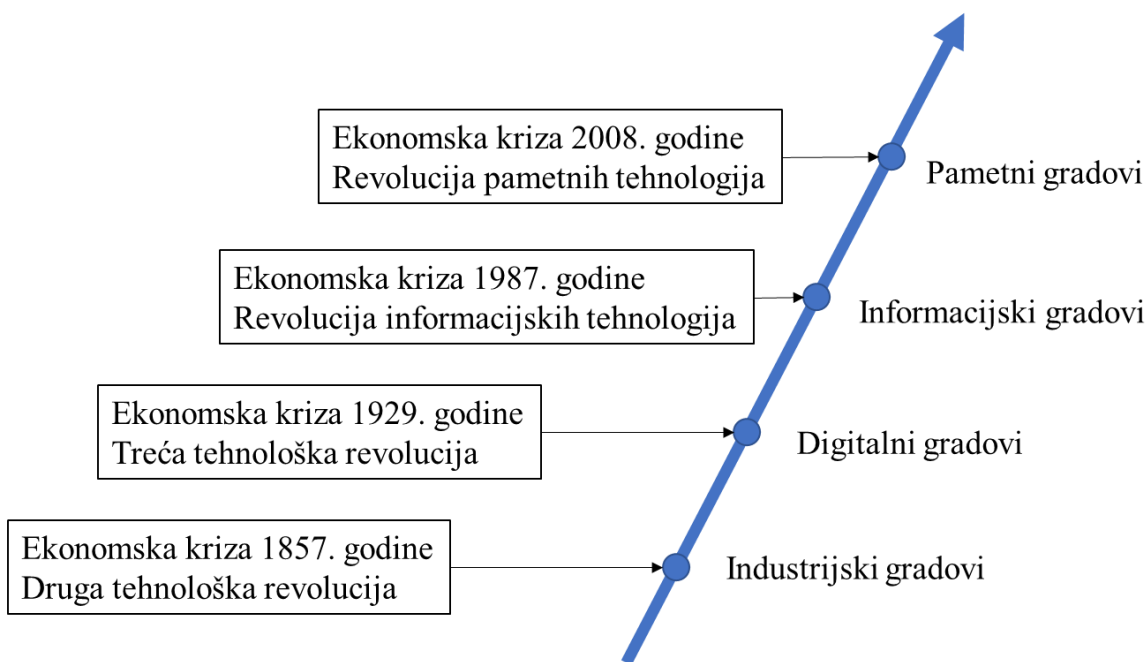 Ekonomska kriza 2008. godine
Revolucija pametnih tehnologija
Pametni gradovi
Ekonomska kriza 1987. godine
Revolucija informacijskih tehnologija
Informacijski gradovi
Ekonomska kriza 1929. godine
Treća tehnološka revolucija
Digitalni gradovi
Ekonomska kriza 1857. godine
Druga tehnološka revolucija
Industrijski gradovi